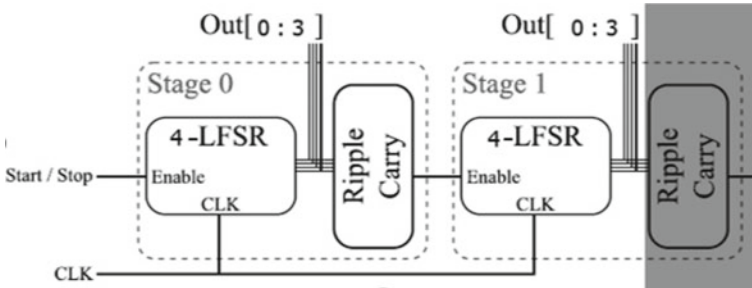 Out[ 0 : 3 ] Out[ 0 : 3 ]
Stage 0 Stage 1
4-LFSR 4-LFSR
Ripple Carry Ripple Carry
Start / Stop Enable Enable
CLK CLK
CLK